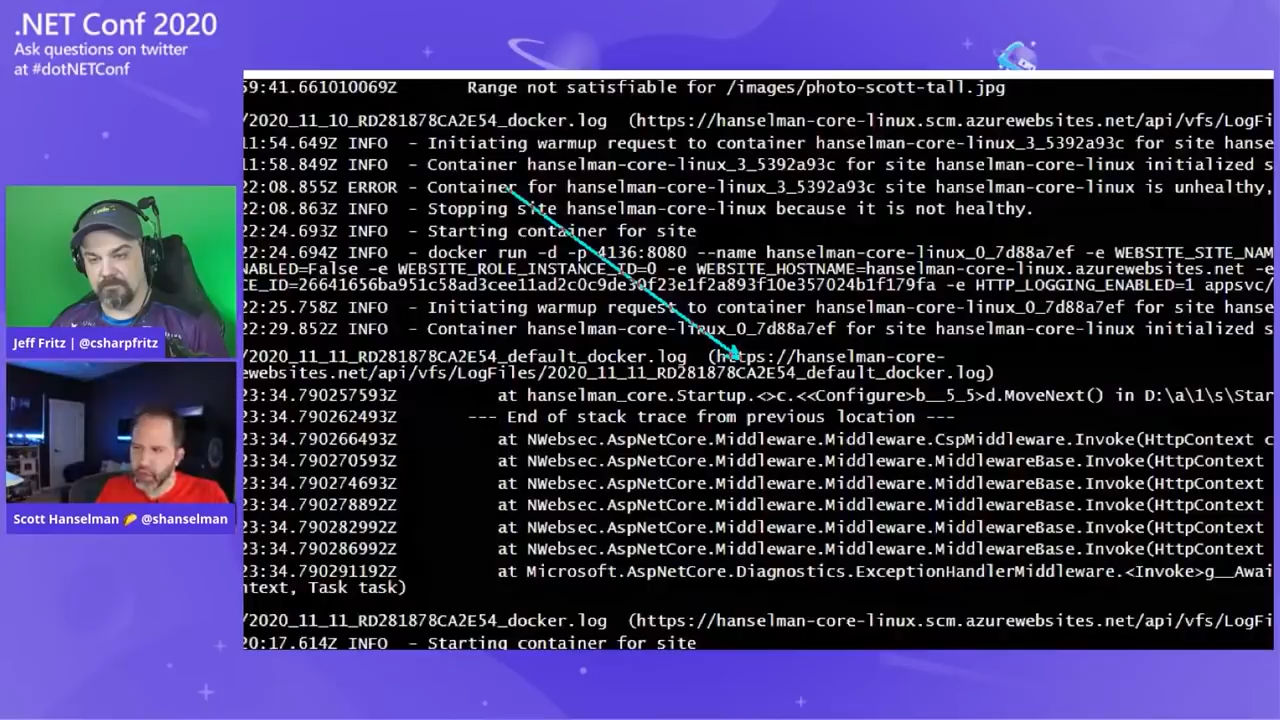 .NET Conf 2020
Ask questions on twitter
at #dotNETConf
59:41.661010069Z Range not satisfiable for /images/photo-scott-tall.jpg
/2020_11_10_RD281878CA2E54_docker.log (https://hanselman-core-linux.scm.azurewebsites.net/api/vfs/LogFi
11:54.649Z INFO - Initiating warmup request to container hanselman-core-linux_3_5392a93c for site hanse
11:58.849Z INFO - Container hanselman-core-linux_3_5392a93c for site hanselman-core-linux initialized s
22:08.855Z ERROR - Container for hanselman-core-linux_3_5392a93c site hanselman-core-linux is unhealthy,
22:08.863Z INFO - Stopping site hanselman-core-linux because it is not healthy.
22:24.693Z INFO - Starting container for site
22:24.694Z INFO - docker run -d -p 4136:8080 --name hanselman-core-linux_0_7d88a7ef -e WEBSITE_SITE_NAM
NABLED=False -e WEBSITE_ROLE_INSTANCE_ID=0 -e WEBSITE_HOSTNAME=hanselman-core-linux.azurewebsites.net -e
CE_ID=26641656ba951c58ad3cee11ad2c0c9de30f23e1f2a893f10e357024b1f179fa -e HTTP_LOGGING_ENABLED=1 appsvc/
22:25.758Z INFO - Initiating warmup request to container hanselman-core-linux_0_7d88a7ef for site hanse
22:29.852Z INFO - Container hanselman-core-linux_0_7d88a7ef for site hanselman-core-linux initialized s
/2020_11_11_RD281878CA2E54_default_docker.log (https://hanselman-core-
ewebsites.net/api/vfs/LogFiles/2020_11_11_RD281878CA2E54_default_docker.log)
23:34.790257593Z at hanselman_core.Startup.<>c.<<Configure>b__5_5>d.MoveNext() in D:\a\1\s\Star
23:34.790262493Z --- End of stack trace from previous location ---
23:34.790266493Z at NWebsec.AspNetCore.Middleware.Middleware.CspMiddleware.Invoke(HttpContext c
23:34.790270593Z at NWebsec.AspNetCore.Middleware.Middleware.MiddlewareBase.Invoke(HttpContext
23:34.790274693Z at NWebsec.AspNetCore.Middleware.Middleware.MiddlewareBase.Invoke(HttpContext
23:34.790278892Z at NWebsec.AspNetCore.Middleware.Middleware.MiddlewareBase.Invoke(HttpContext
23:34.790282992Z at NWebsec.AspNetCore.Middleware.Middleware.MiddlewareBase.Invoke(HttpContext
23:34.790286992Z at NWebsec.AspNetCore.Middleware.Middleware.MiddlewareBase.Invoke(HttpContext
23:34.790291192Z at Microsoft.AspNetCore.Diagnostics.ExceptionHandlerMiddleware.<Invoke>g__Awai
ntext, Task task)
/2020_11_11_RD281878CA2E54_docker.log (https://hanselman-core-linux.scm.azurewebsites.net/api/vfs/LogFi
20:17.614Z INFO - Starting container for site
Jeff Fritz | @csharpfritz
Scott Hanselman 🌮 @shanselman